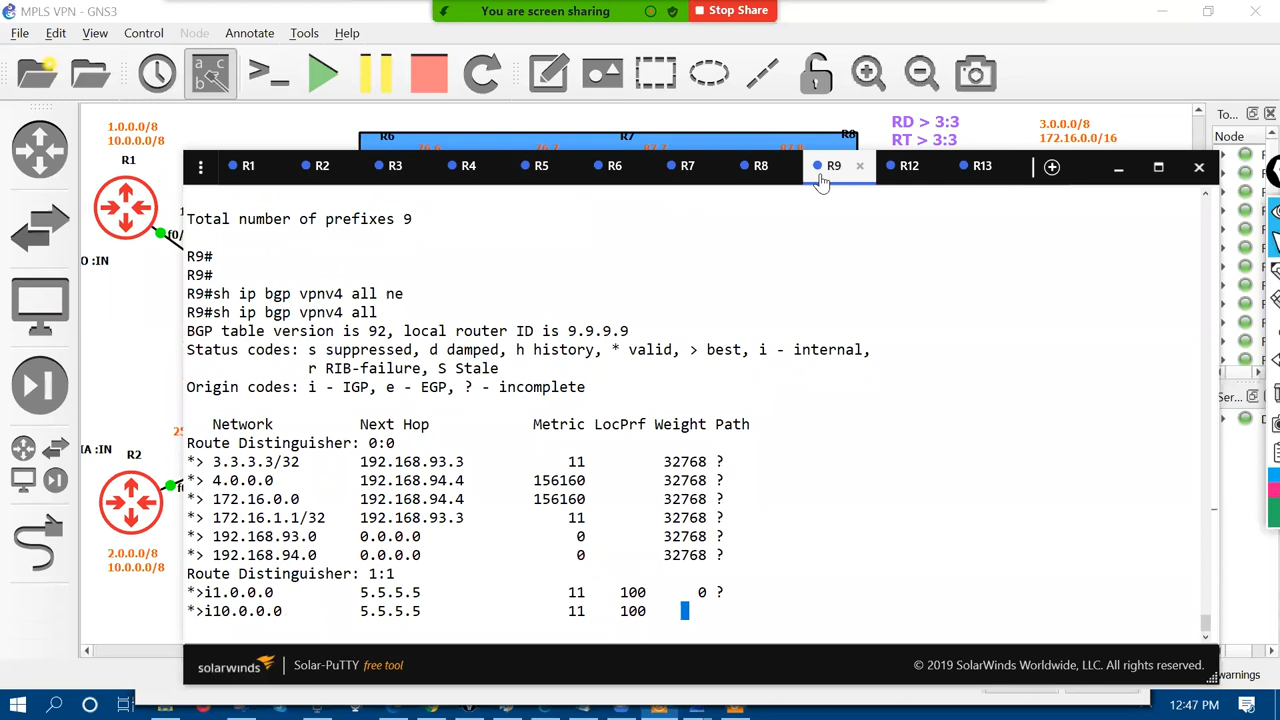 MPLS VPN - GNS3
You are screen sharing
Stop Share
File Edit View Control Node Annotate Tools Help
1.0.0.0/8
10.0.0.0/8
R1
R6
R7
R8
RD > 3:3
RT > 3:3
3.0.0.0/8
172.16.0.0/16
To...
Node
R1 R2 R3 R4 R5 R6 R7 R8 R9 R12 R13
f0/
O :IN
Total number of prefixes 9
R9#
R9#
R9#sh ip bgp vpnv4 all ne
R9#sh ip bgp vpnv4 all
BGP table version is 92, local router ID is 9.9.9.9
Status codes: s suppressed, d damped, h history, * valid, > best, i - internal,
r RIB-failure, S Stale
Origin codes: i - IGP, e - EGP, ? - incomplete
Network Next Hop Metric LocPrf Weight Path
Route Distinguisher: 0:0
*> 3.3.3.3/32 192.168.93.3 11 32768 ?
*> 4.0.0.0 192.168.94.4 156160 32768 ?
*> 172.16.0.0 192.168.94.4 156160 32768 ?
*> 172.16.1.1/32 192.168.93.3 11 32768 ?
*> 192.168.93.0 0.0.0.0 0 32768 ?
*> 192.168.94.0 0.0.0.0 0 32768 ?
Route Distinguisher: 1:1
*>i1.0.0.0 5.5.5.5 11 100 0 ?
*>i10.0.0.0 5.5.5.5 11 100
Ser...
IA :IN
R2
2.0.0.0/8
10.0.0.0/8
solarwinds Solar-PuTTY free tool
© 2019 SolarWinds Worldwide, LLC. All rights reserved.
warnings
12:47 PM